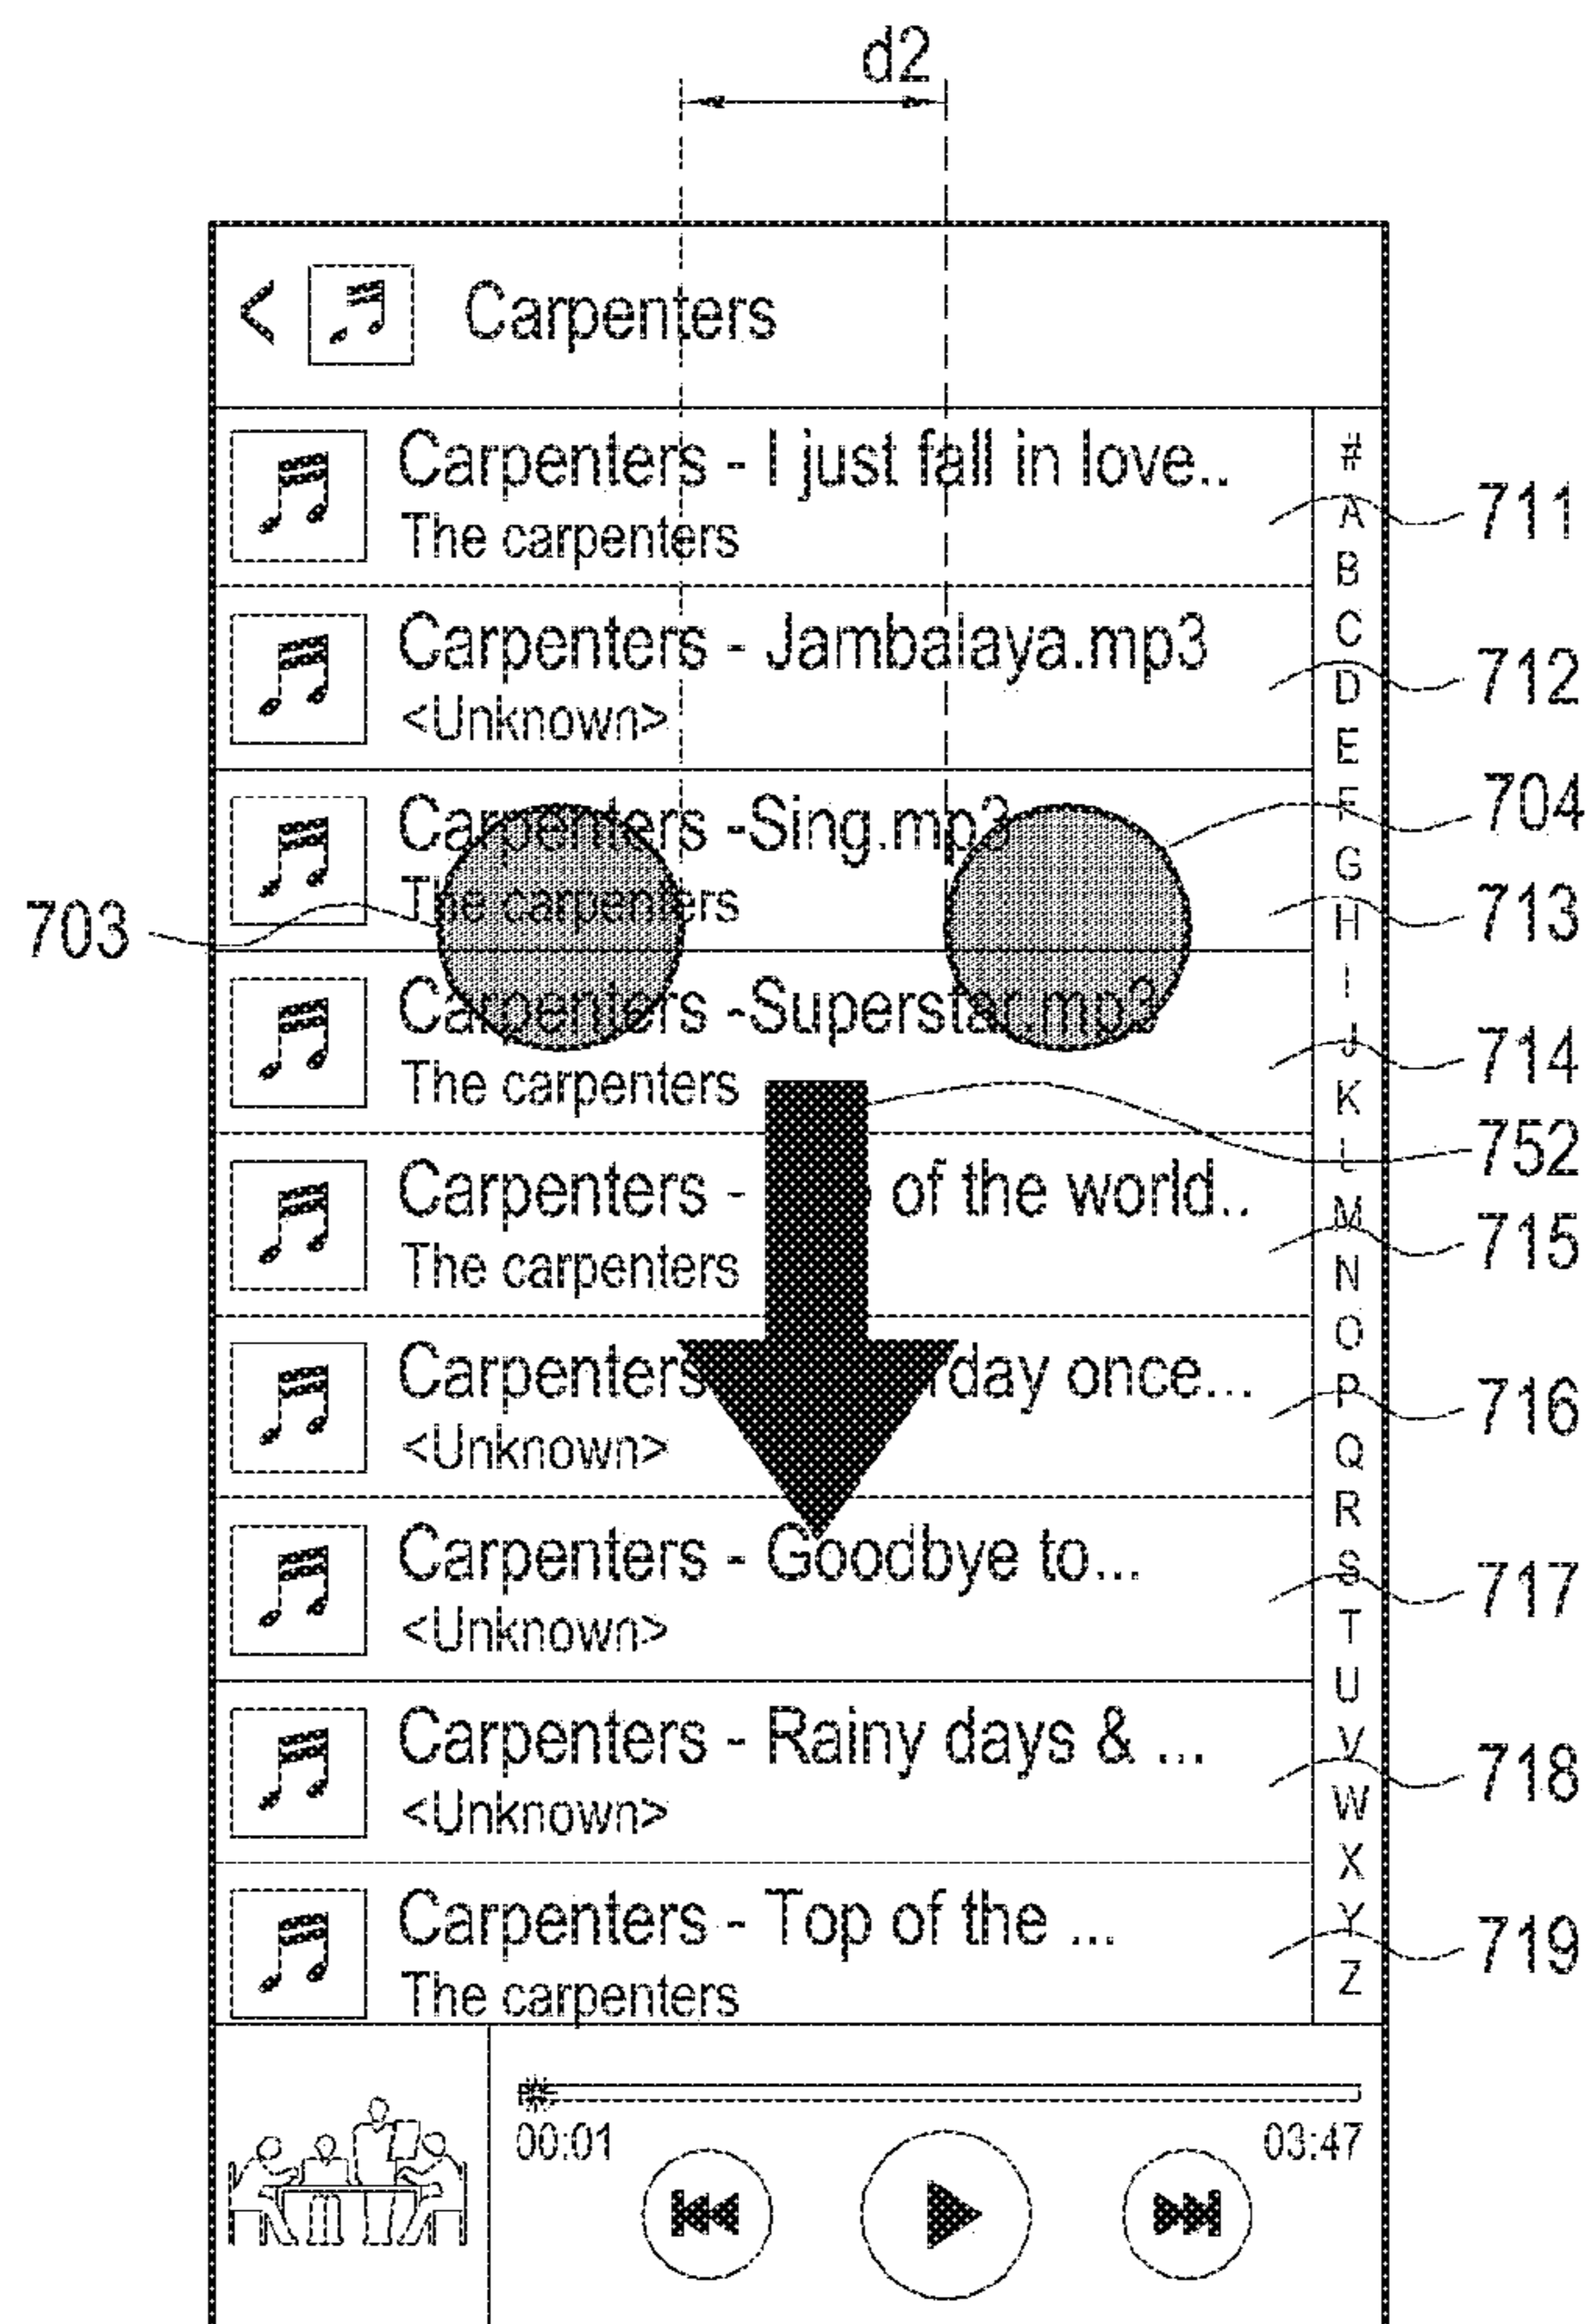 d2
< Carpenters
Carpenters - I just fall in love..
The carpenters
711
Carpenters - Jambalaya.mp3
<Unknown>
712
Carpenters -Sing.mp3
The carpenters
704
713
703
Carpenters -Superstar.mp3
The carpenters
714
752
Carpenters - of the world..
The carpenters
715
Carpenters rday once...
<Unknown>
716
Carpenters - Goodbye to...
<Unknown>
717
Carpenters - Rainy days & ...
<Unknown>
718
Carpenters - Top of the ...
The carpenters
719
#
A
B
C
D
E
F
G
H
I
J
K
L
M
N
O
P
Q
R
S
T
U
V
W
X
Y
Z
00:01
03:47